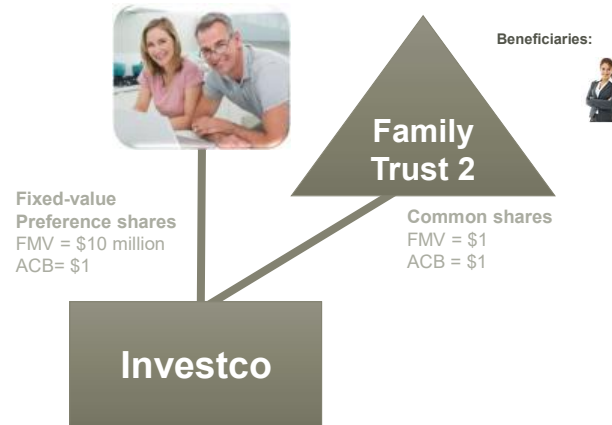 Beneficiaries:
Family
Trust 2
Fixed-value
Preference shares
FMV = $10 million
ACB= $1
Common shares
FMV = $1
ACB = $1
Investco